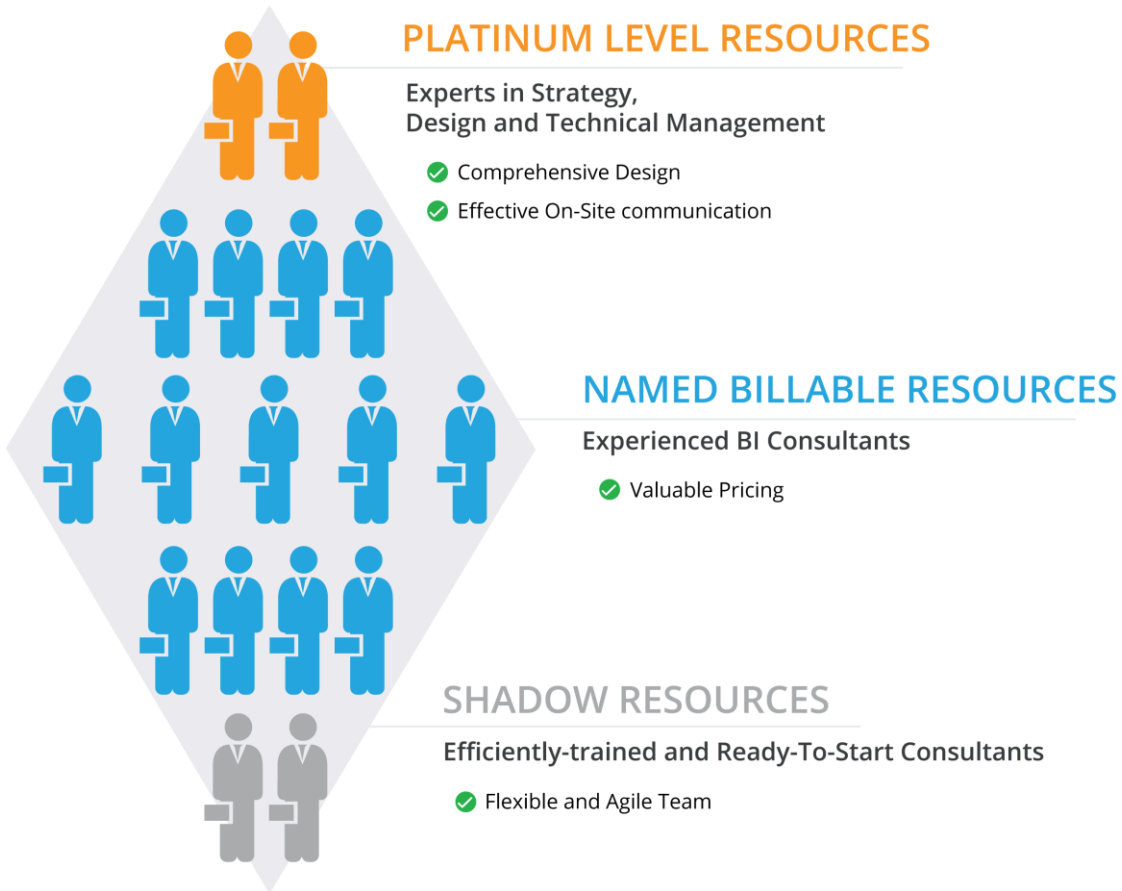 PLATINUM LEVEL RESOURCES
Experts in Strategy,
Design and Technical Management
Comprehensive Design
Effective On-Site communication
NAMED BILLABLE RESOURCES
Experienced BI Consultants
Valuable Pricing
SHADOW RESOURCES
Efficiently-trained and Ready-To-Start Consultants
Flexible and Agile Team